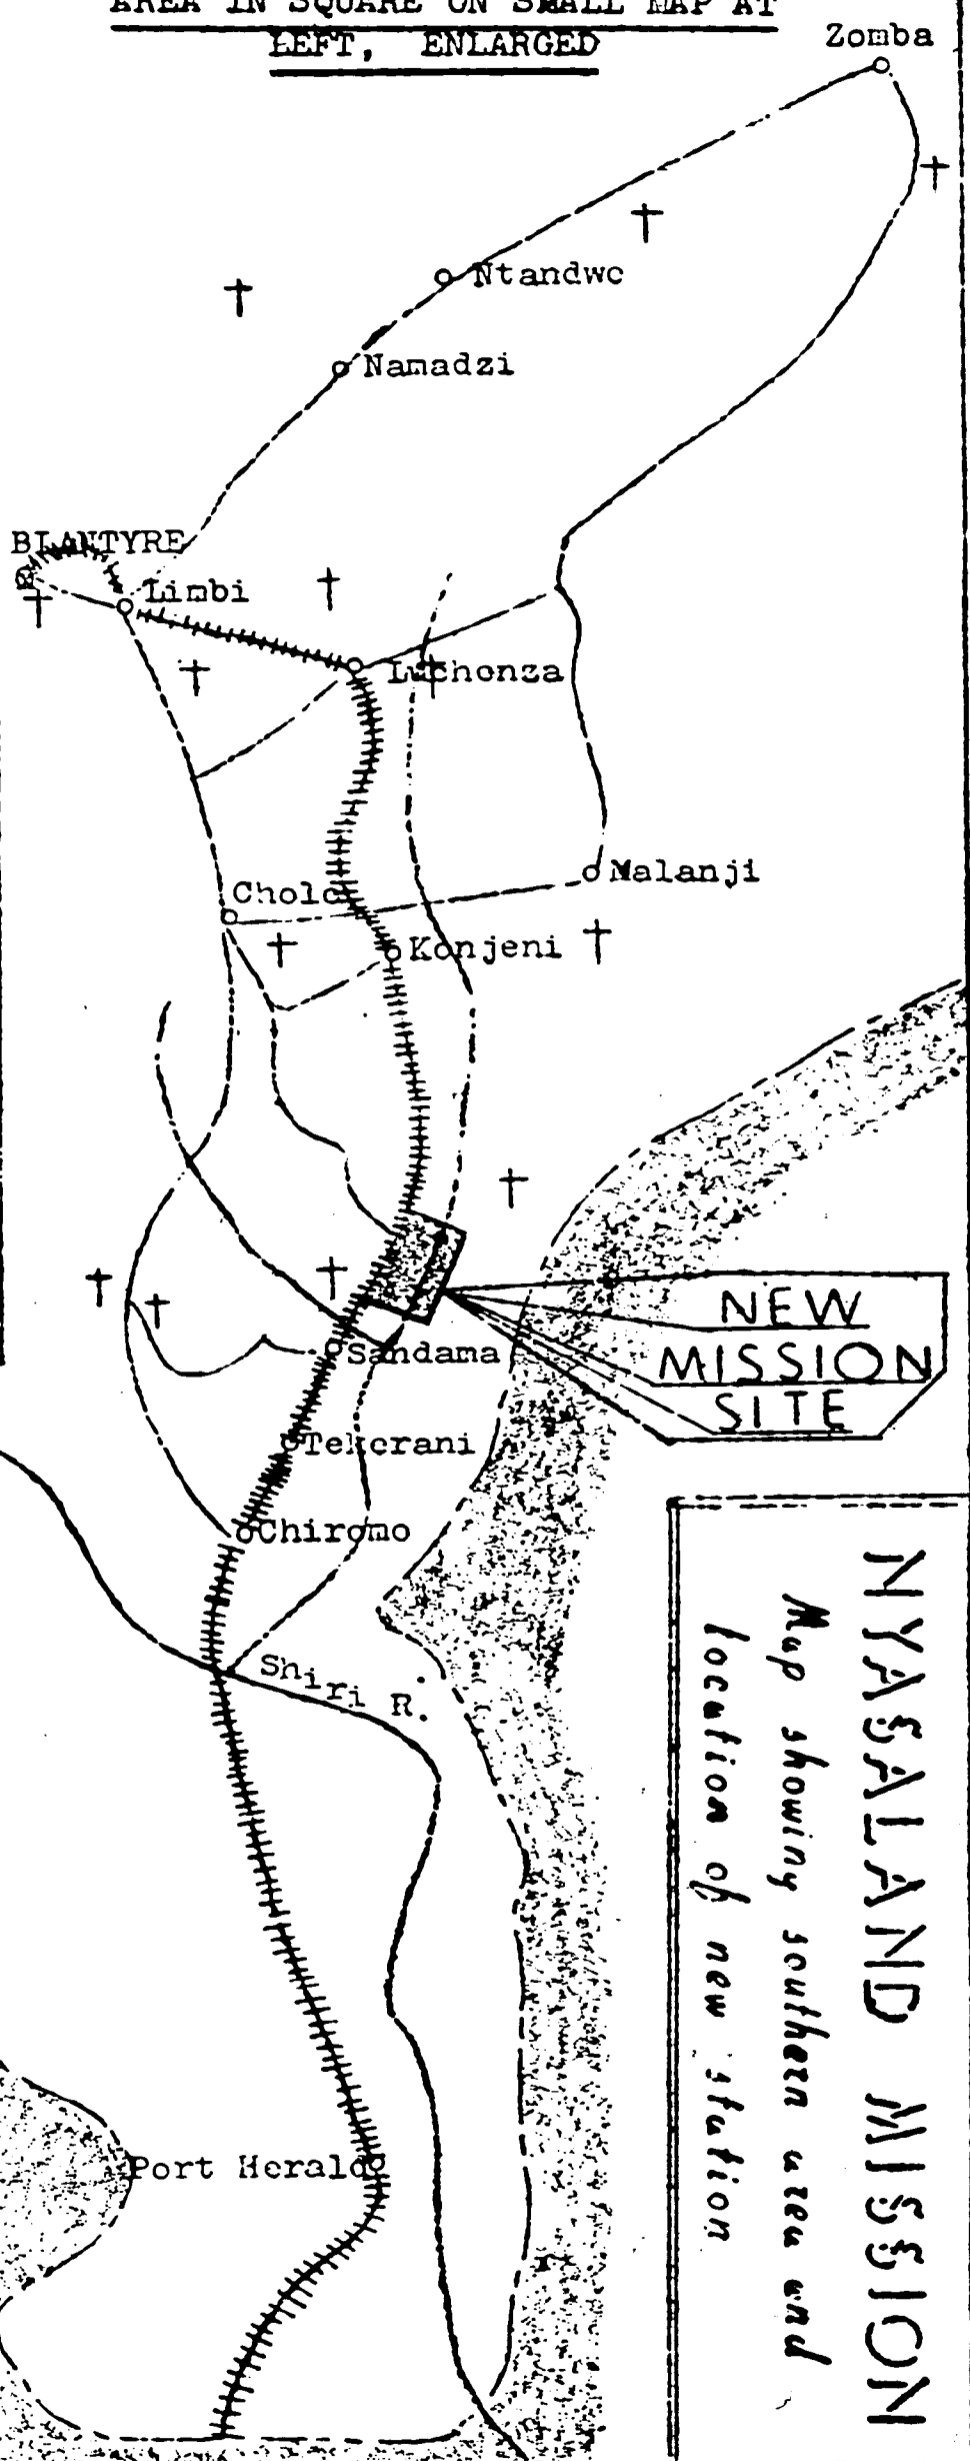 AREA IN SQUARE ON SMALL MAP AT
LEFT, ENLARGED
Zomba
Ntandwe
Namadzi
BLANTYRE
Limbi
Luchenza
Malanji
Cholo
Konjeni
NEW
MISSION
SITE
Sandama
Tekerani
Chiromo
Shiri R.
Port Herald
NYASALAND MISSION
Map showing southern area and
location of new station